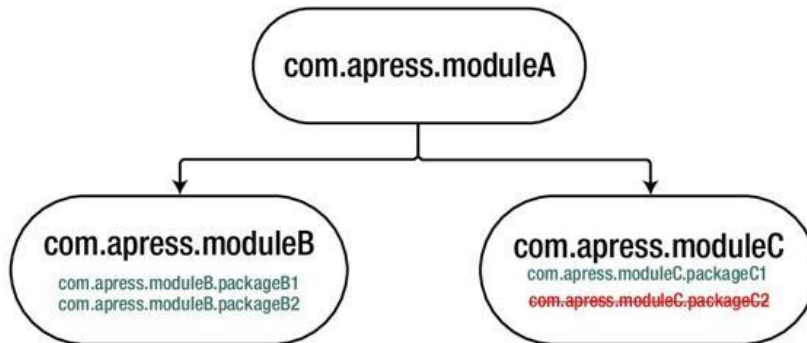 com.apress.moduleA
com.apress.moduleB
com.apress.moduleB.packageB1
com.apress.moduleB.packageB2
com.apress.moduleC
com.apress.moduleC.packageC1
com.apress.moduleC.packageC2